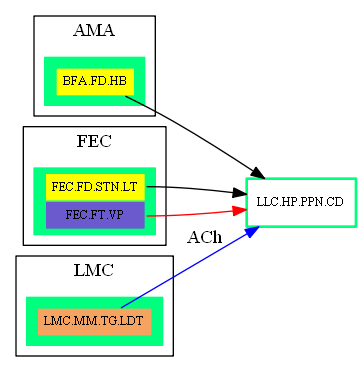 AMA
BFA.FD.HB
FEC
FEC.FD.STN.LT
FEC.FT.VP
LLC.HP.PPN.CD
ACh
LMC
LMC.MM.TG.LDT